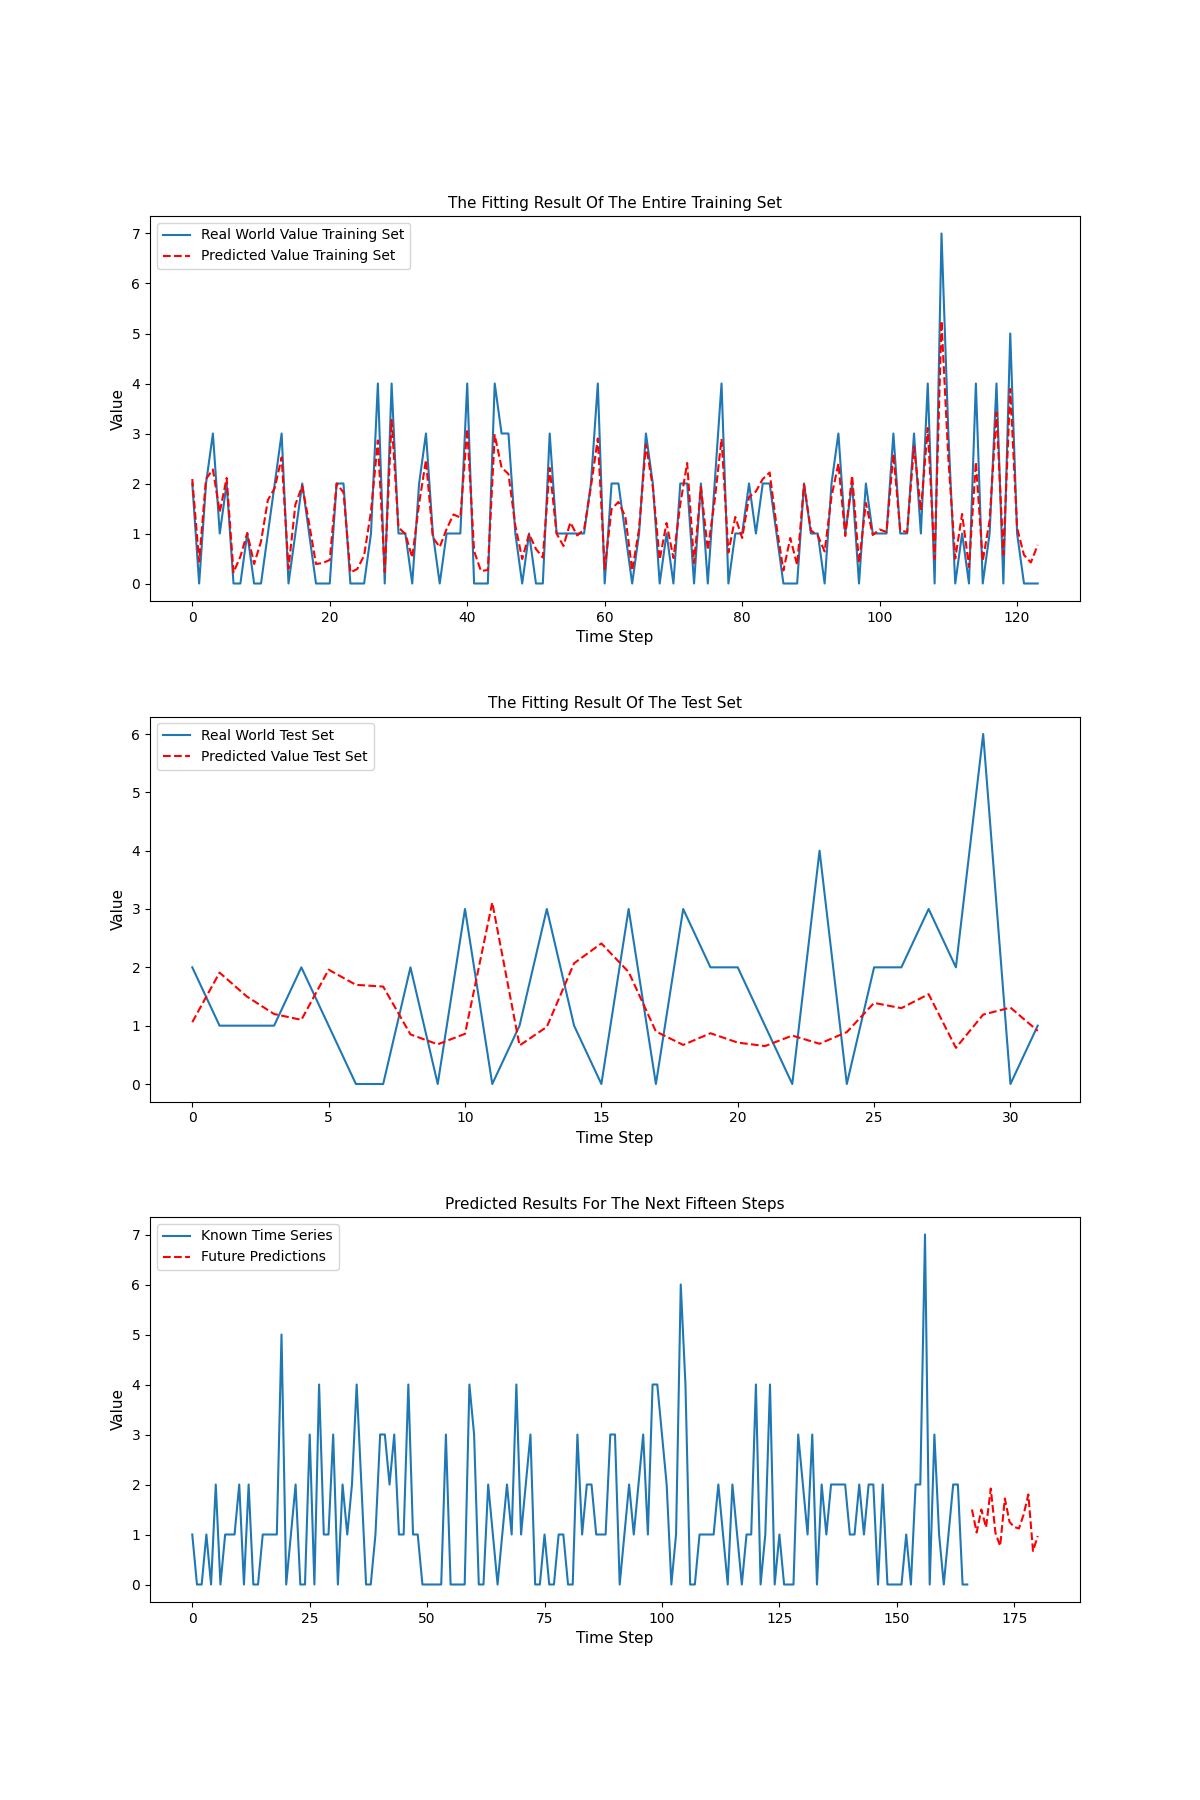 The Fitting Result Of The Entire Training Set
Real World Value Training Set
Predicted Value Training Set
Value
7
6
5
4
3
2
1
0
0 20 40 60 80 100 120
Time Step
The Fitting Result Of The Test Set
Real World Test Set
Predicted Value Test Set
Value
6
5
4
3
2
1
0
0 5 10 15 20 25 30
Time Step
Predicted Results For The Next Fifteen Steps
Known Time Series
Future Predictions
Value
7
6
5
4
3
2
1
0
0 25 50 75 100 125 150 175
Time Step